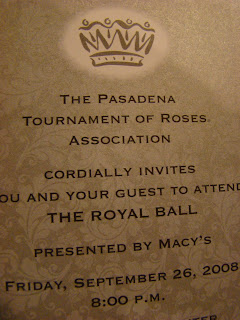 The Pasadena
Tournament of Roses®
Association
cordially invites
ou and your guest to attend
THE ROYAL BALL
presented by Macy's
Friday, September 26, 2008
8:00 p.m.